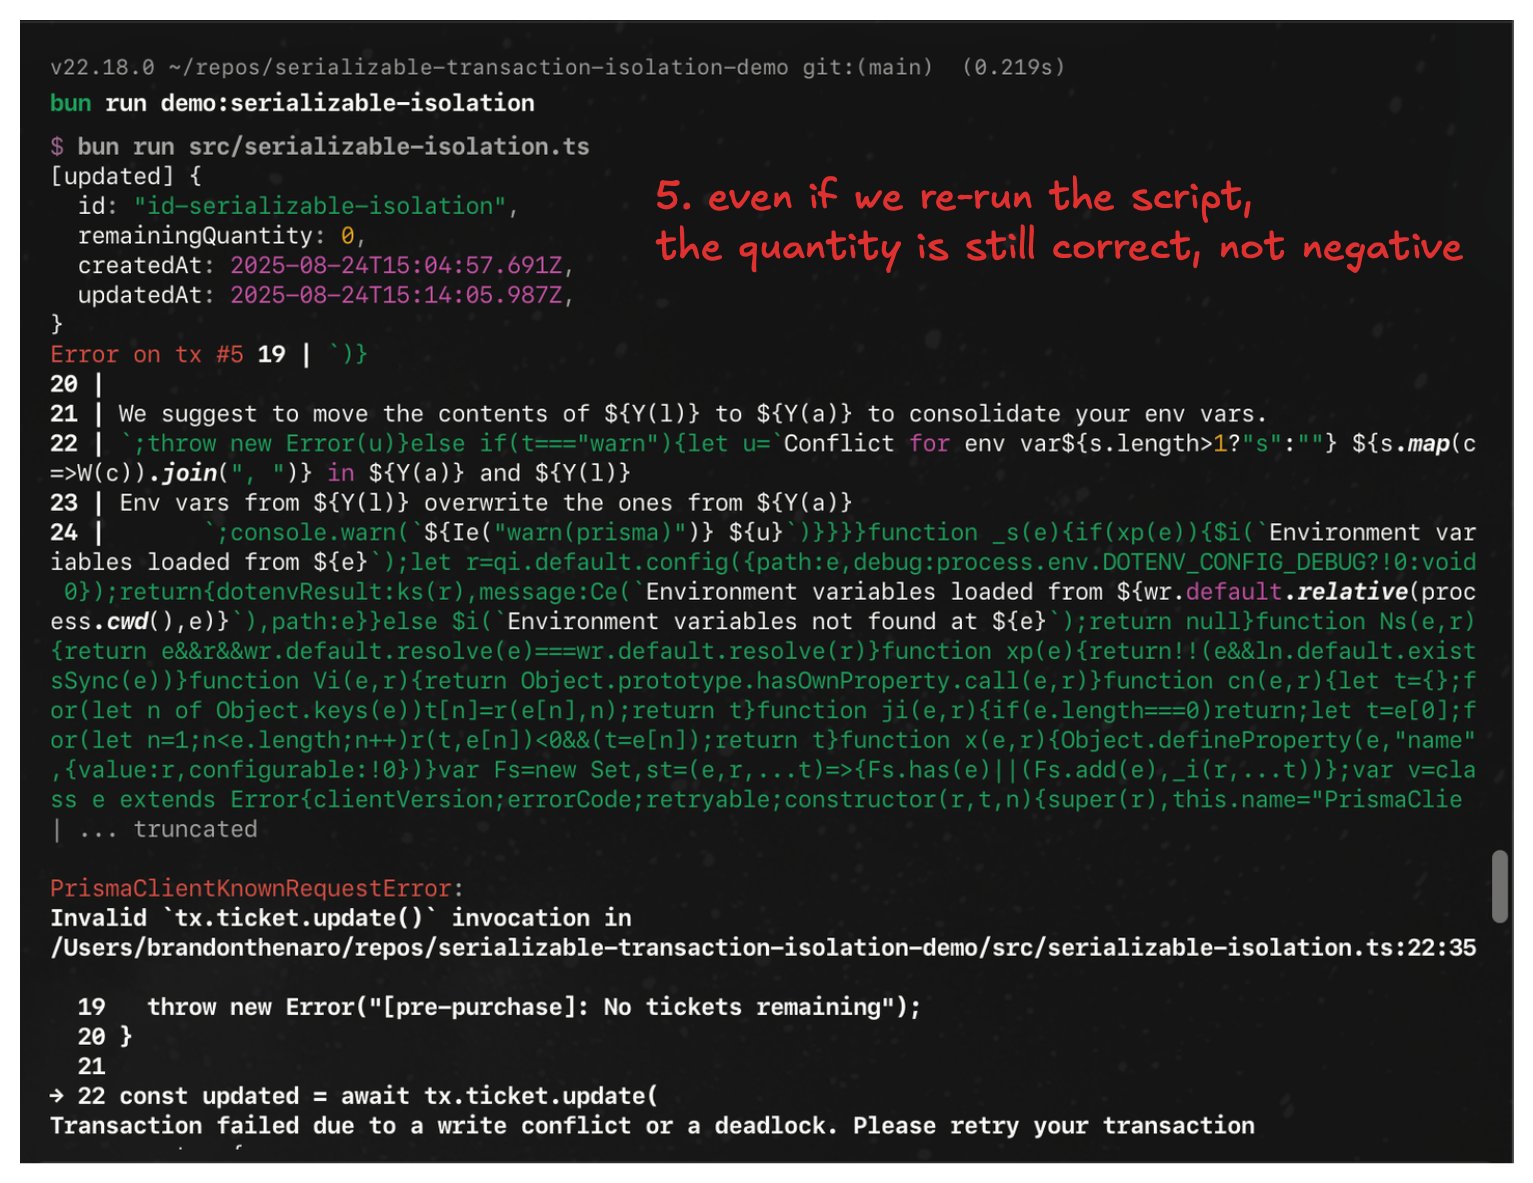 v22.18.0 ~/repos/serializable-transaction-isolation-demo git:(main)  (0.219s)
bun run demo:serializable-isolation
$ bun run src/serializable-isolation.ts
[updated] {
  id: "id-serializable-isolation",
  remainingQuantity: 0,
  createdAt: 2025-08-24T15:04:57.691Z,
  updatedAt: 2025-08-24T15:14:05.987Z,
}
5. even if we re-run the script,
the quantity is still correct, not negative
Error on tx #5 19 | `)}
20 |
21 | We suggest to move the contents of ${Y(l)} to ${Y(a)} to consolidate your env vars.
22 | `;throw new Error(u)}else if(t==="warn"){let u=`Conflict for env var${s.length>1?"s":""} ${s.map(c
=>W(c)).join(", ")} in ${Y(a)} and ${Y(l)}
23 | Env vars from ${Y(l)} overwrite the ones from ${Y(a)}
24 |       `;console.warn(`${Ie("warn(prisma)")} ${u}`)}}}}function _s(e){if(xp(e)){$i(`Environment var
iables loaded from ${e}`);let r=qi.default.config({path:e,debug:process.env.DOTENV_CONFIG_DEBUG?!0:void
 0});return{dotenvResult:ks(r),message:Ce(`Environment variables loaded from ${wr.default.relative(proc
ess.cwd(),e)}`),path:e}}else $i(`Environment variables not found at ${e}`);return null}function Ns(e,r)
{return e&&r&&wr.default.resolve(e)===wr.default.resolve(r)}function xp(e){return!!(e&&ln.default.exist
sSync(e))}function Vi(e,r){return Object.prototype.hasOwnProperty.call(e,r)}function cn(e,r){let t={};f
or(let n of Object.keys(e))t[n]=r(e[n],n);return t}function ji(e,r){if(e.length===0)return;let t=e[0];f
or(let n=1;n<e.length;n++)r(t,e[n])<0&&(t=e[n]);return t}function x(e,r){Object.defineProperty(e,"name"
,{value:r,configurable:!0})}var Fs=new Set,st=(e,r,...t)=>{Fs.has(e)||(Fs.add(e),_i(r,...t))};var v=cla
ss e extends Error{clientVersion;errorCode;retryable;constructor(r,t,n){super(r),this.name="PrismaClie
| ... truncated
PrismaClientKnownRequestError:
Invalid `tx.ticket.update()` invocation in
/Users/brandonthenaro/repos/serializable-transaction-isolation-demo/src/serializable-isolation.ts:22:35
  19   throw new Error("[pre-purchase]: No tickets remaining");
  20 }
  21
→ 22 const updated = await tx.ticket.update(
Transaction failed due to a write conflict or a deadlock. Please retry your transaction